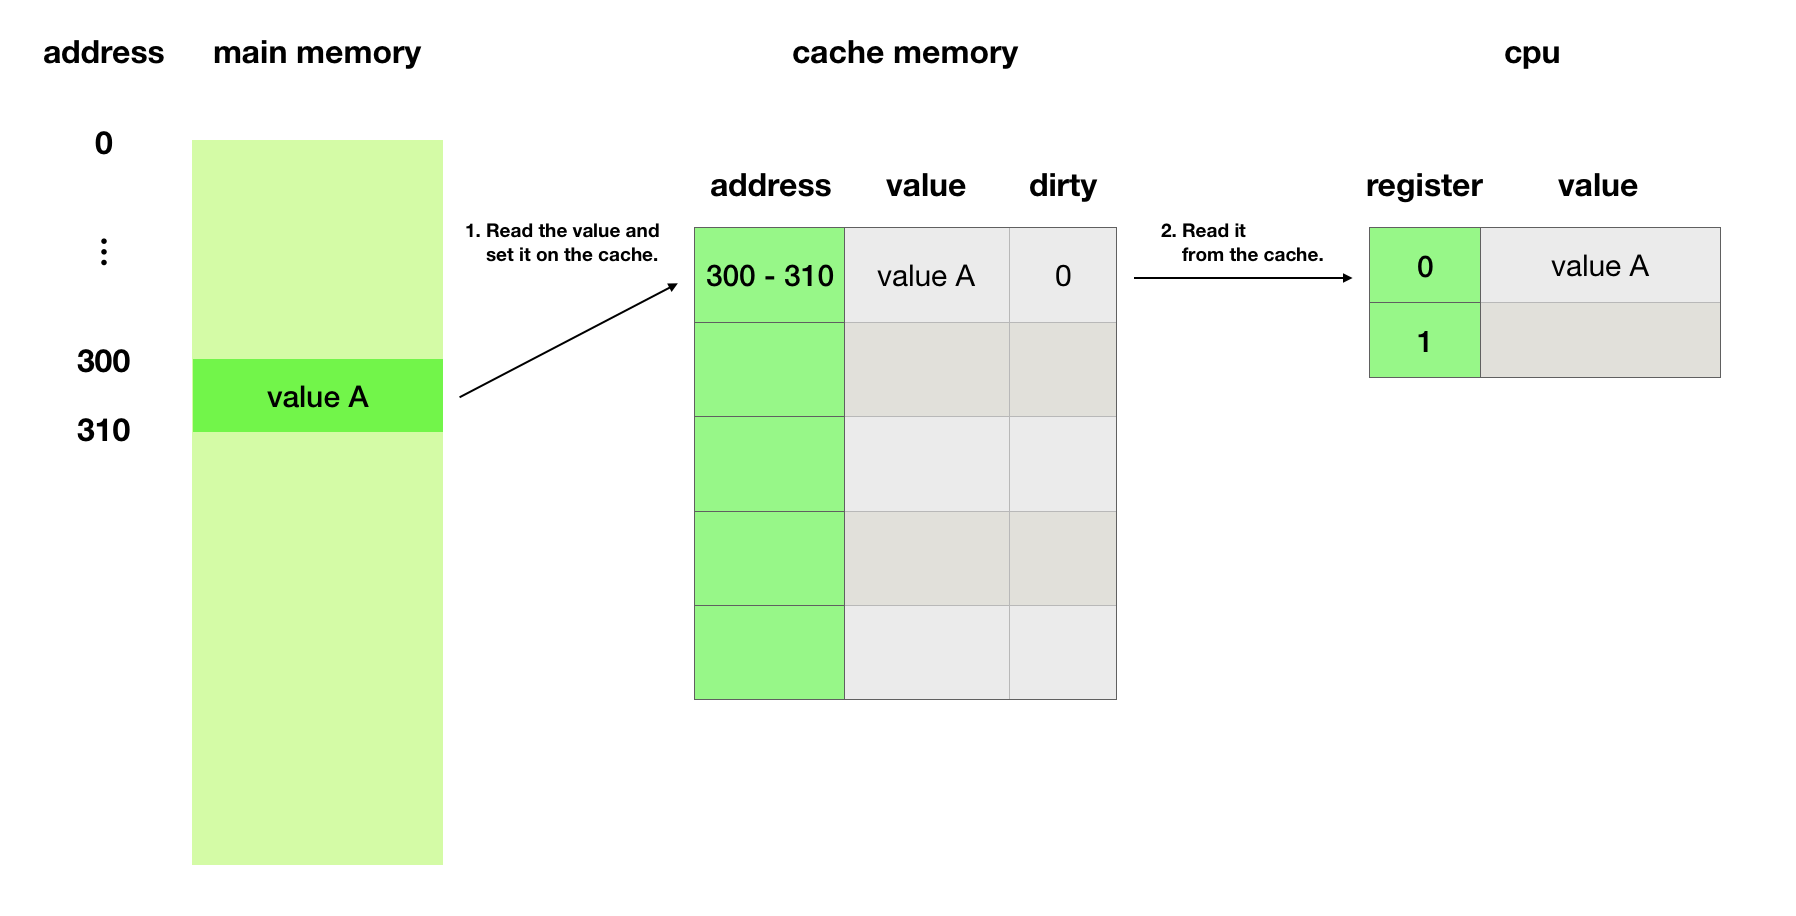 address main memory cache memory cpu
0
⋮
300
value A
310
1. Read the value and
set it on the cache.
address value dirty
300 - 310 value A 0
2. Read it
from the cache.
register value
0 value A
1